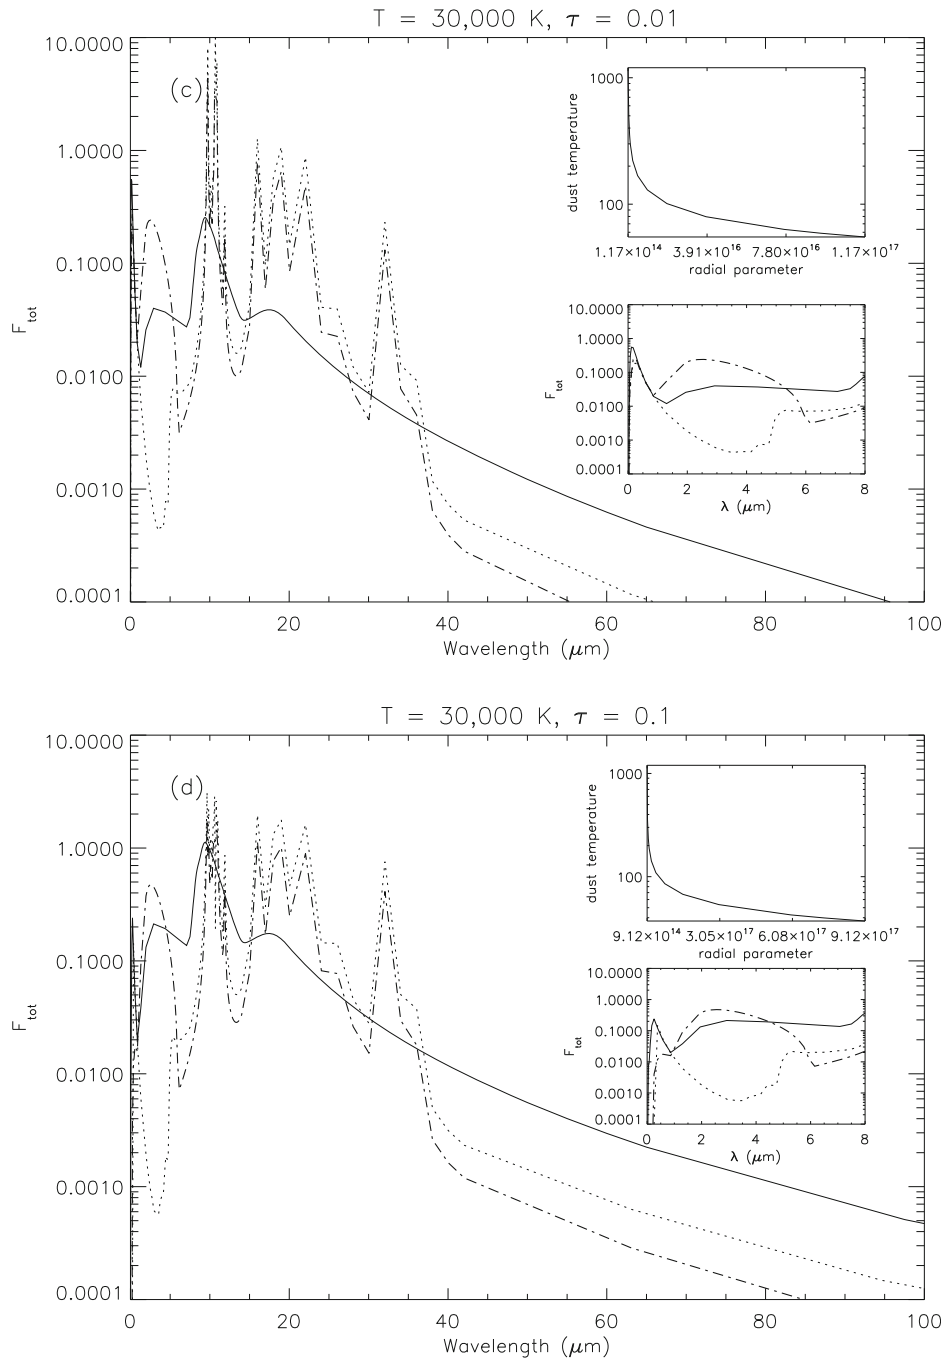 T = 30,000 K, τ = 0.01
(c)
10.0000
1.0000
0.1000
0.0100
0.0010
0.0001
F_tot
0 20 40 60 80 100
Wavelength (μm)
dust temperature
1000
100
1.17×10^14 3.91×10^16 7.80×10^16 1.17×10^17
radial parameter
F_tot
10.0000
1.0000
0.1000
0.0100
0.0010
0.0001
0 2 4 6 8
λ (μm)
T = 30,000 K, τ = 0.1
(d)
10.0000
1.0000
0.1000
0.0100
0.0010
0.0001
F_tot
0 20 40 60 80 100
Wavelength (μm)
dust temperature
1000
100
9.12×10^14 3.05×10^17 6.08×10^17 9.12×10^17
radial parameter
F_tot
10.0000
1.0000
0.1000
0.0100
0.0010
0.0001
0 2 4 6 8
λ (μm)